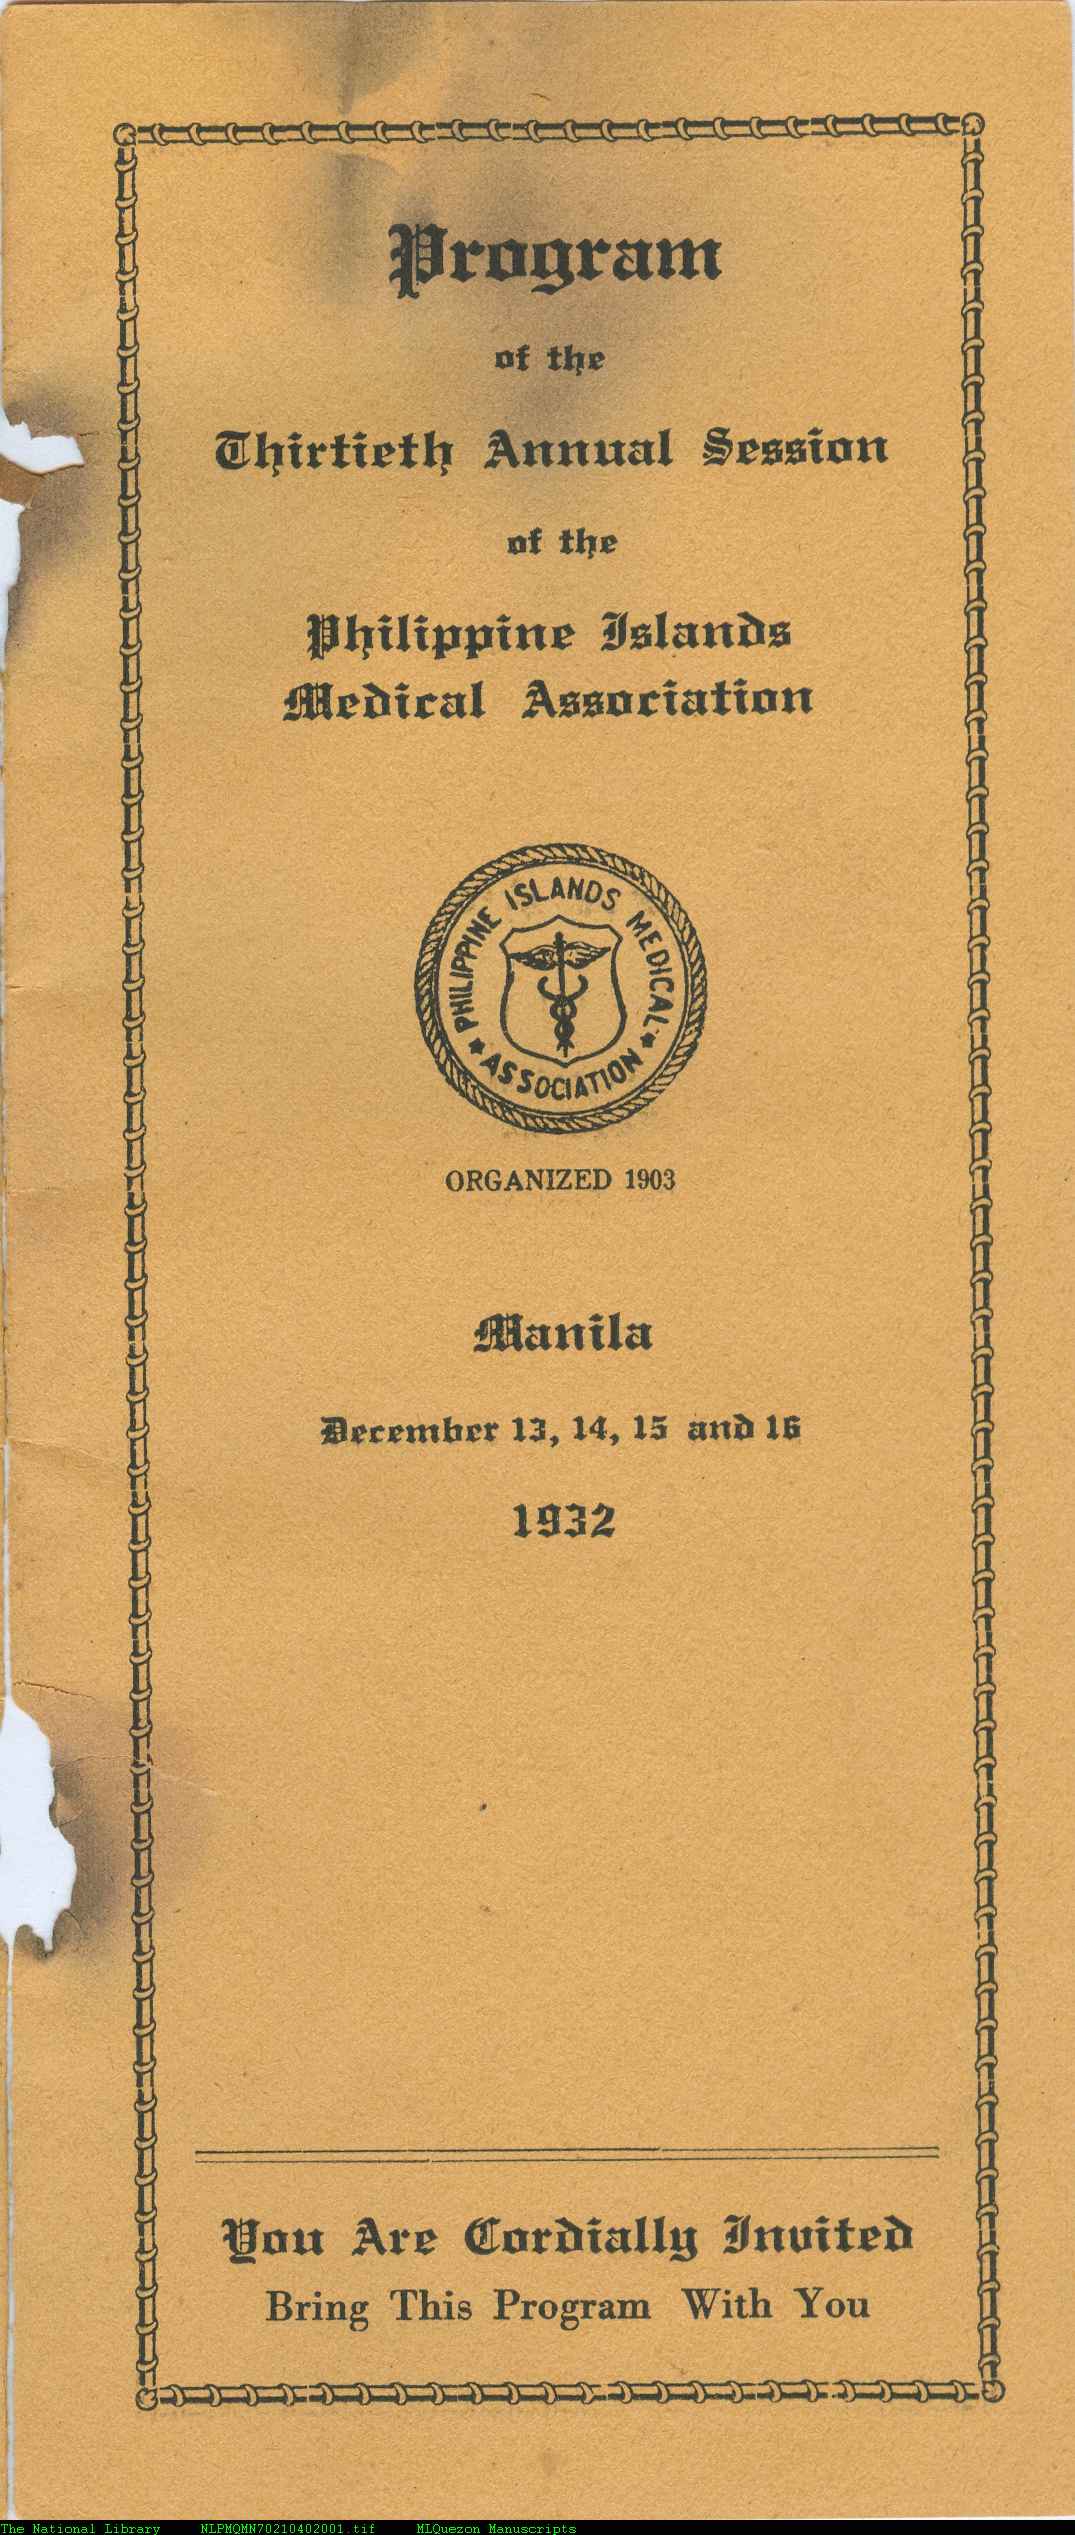 Program
of the
Thirtieth Annual Session
of the
Philippine Islands
Medical Association
PHILIPPINE ISLANDS MEDICAL
ASSOCIATION
ORGANIZED 1903
Manila
December 13, 14, 15 and 16
1932
You Are Cordially Invited
Bring This Program With You
The National Library NLPMQMN70210402001.tif MLQuezon Manuscripts